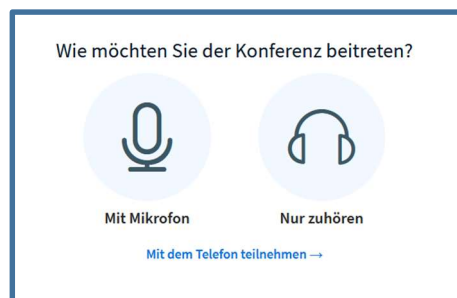 Wie möchten Sie der Konferenz beitreten?
Mit Mikrofon
Nur zuhören
Mit dem Telefon teilnehmen →